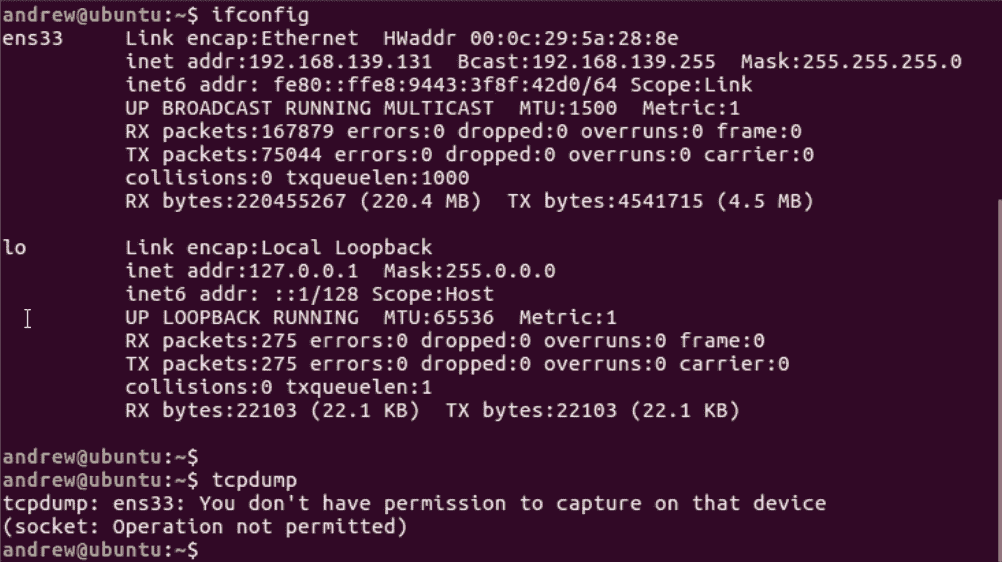 andrew@ubuntu:~$ ifconfig
ens33     Link encap:Ethernet  HWaddr 00:0c:29:5a:28:8e
          inet addr:192.168.139.131  Bcast:192.168.139.255  Mask:255.255.255.0
          inet6 addr: fe80::ffe8:9443:3f8f:42d0/64 Scope:Link
          UP BROADCAST RUNNING MULTICAST  MTU:1500  Metric:1
          RX packets:167879 errors:0 dropped:0 overruns:0 frame:0
          TX packets:75044 errors:0 dropped:0 overruns:0 carrier:0
          collisions:0 txqueuelen:1000
          RX bytes:220455267 (220.4 MB)  TX bytes:4541715 (4.5 MB)

lo        Link encap:Local Loopback
          inet addr:127.0.0.1  Mask:255.0.0.0
          inet6 addr: ::1/128 Scope:Host
          UP LOOPBACK RUNNING  MTU:65536  Metric:1
          RX packets:275 errors:0 dropped:0 overruns:0 frame:0
          TX packets:275 errors:0 dropped:0 overruns:0 carrier:0
          collisions:0 txqueuelen:1
          RX bytes:22103 (22.1 KB)  TX bytes:22103 (22.1 KB)

andrew@ubuntu:~$
andrew@ubuntu:~$ tcpdump
tcpdump: ens33: You don't have permission to capture on that device
(socket: Operation not permitted)
andrew@ubuntu:~$